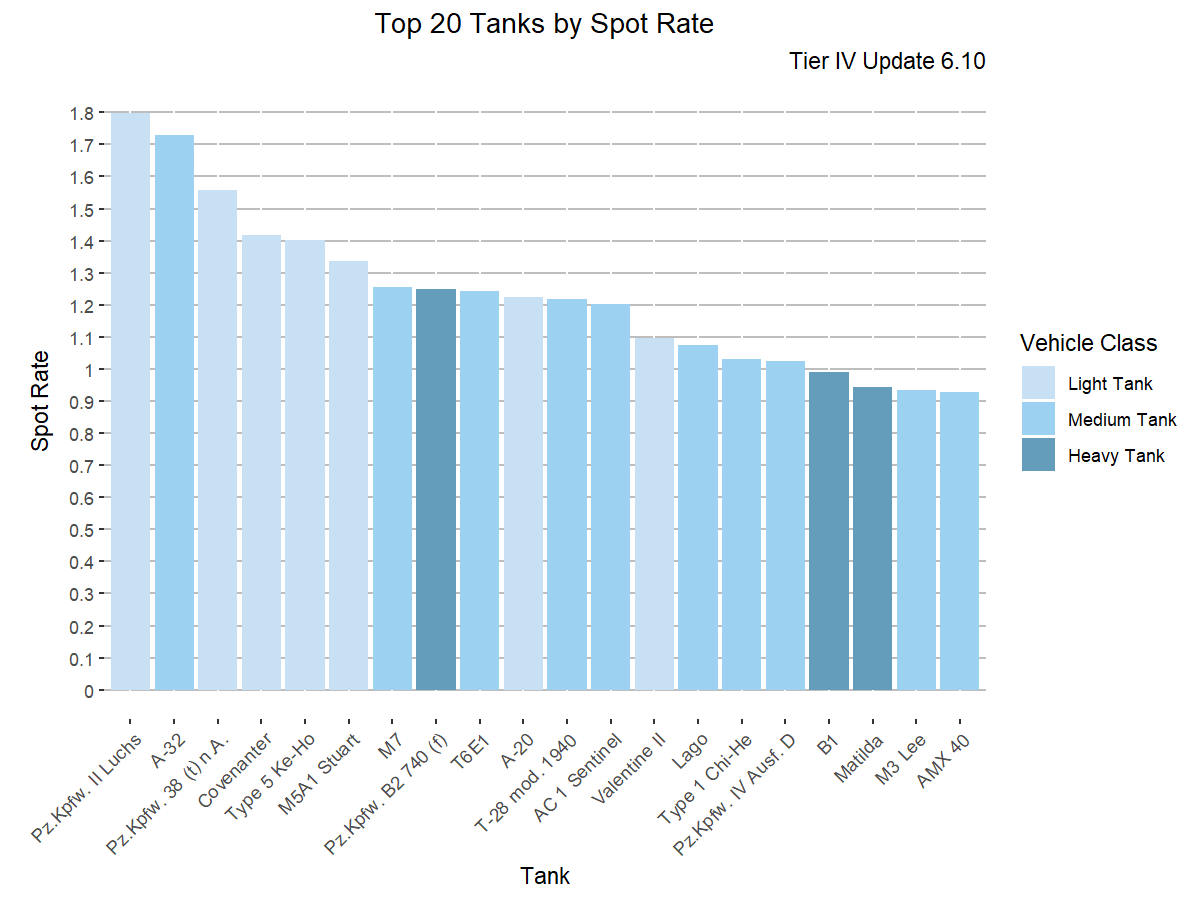 Top 20 Tanks by Spot Rate
Tier IV Update 6.10
Spot Rate
1.8
1.7
1.6
1.5
1.4
1.3
1.2
1.1
1
0.9
0.8
0.7
0.6
0.5
0.4
0.3
0.2
0.1
0
Pz.Kpfw. II Luchs
A-32
Pz.Kpfw. 38 (t) n.A.
Covenanter
Type 5 Ke-Ho
M5A1 Stuart
M7
Pz.Kpfw. B2 740 (f)
T6E1
A-20
T-28 mod. 1940
AC 1 Sentinel
Valentine II
Lago
Type 1 Chi-He
Pz.Kpfw. IV Ausf. D
B1
Matilda
M3 Lee
AMX 40
Tank
Vehicle Class
Light Tank
Medium Tank
Heavy Tank